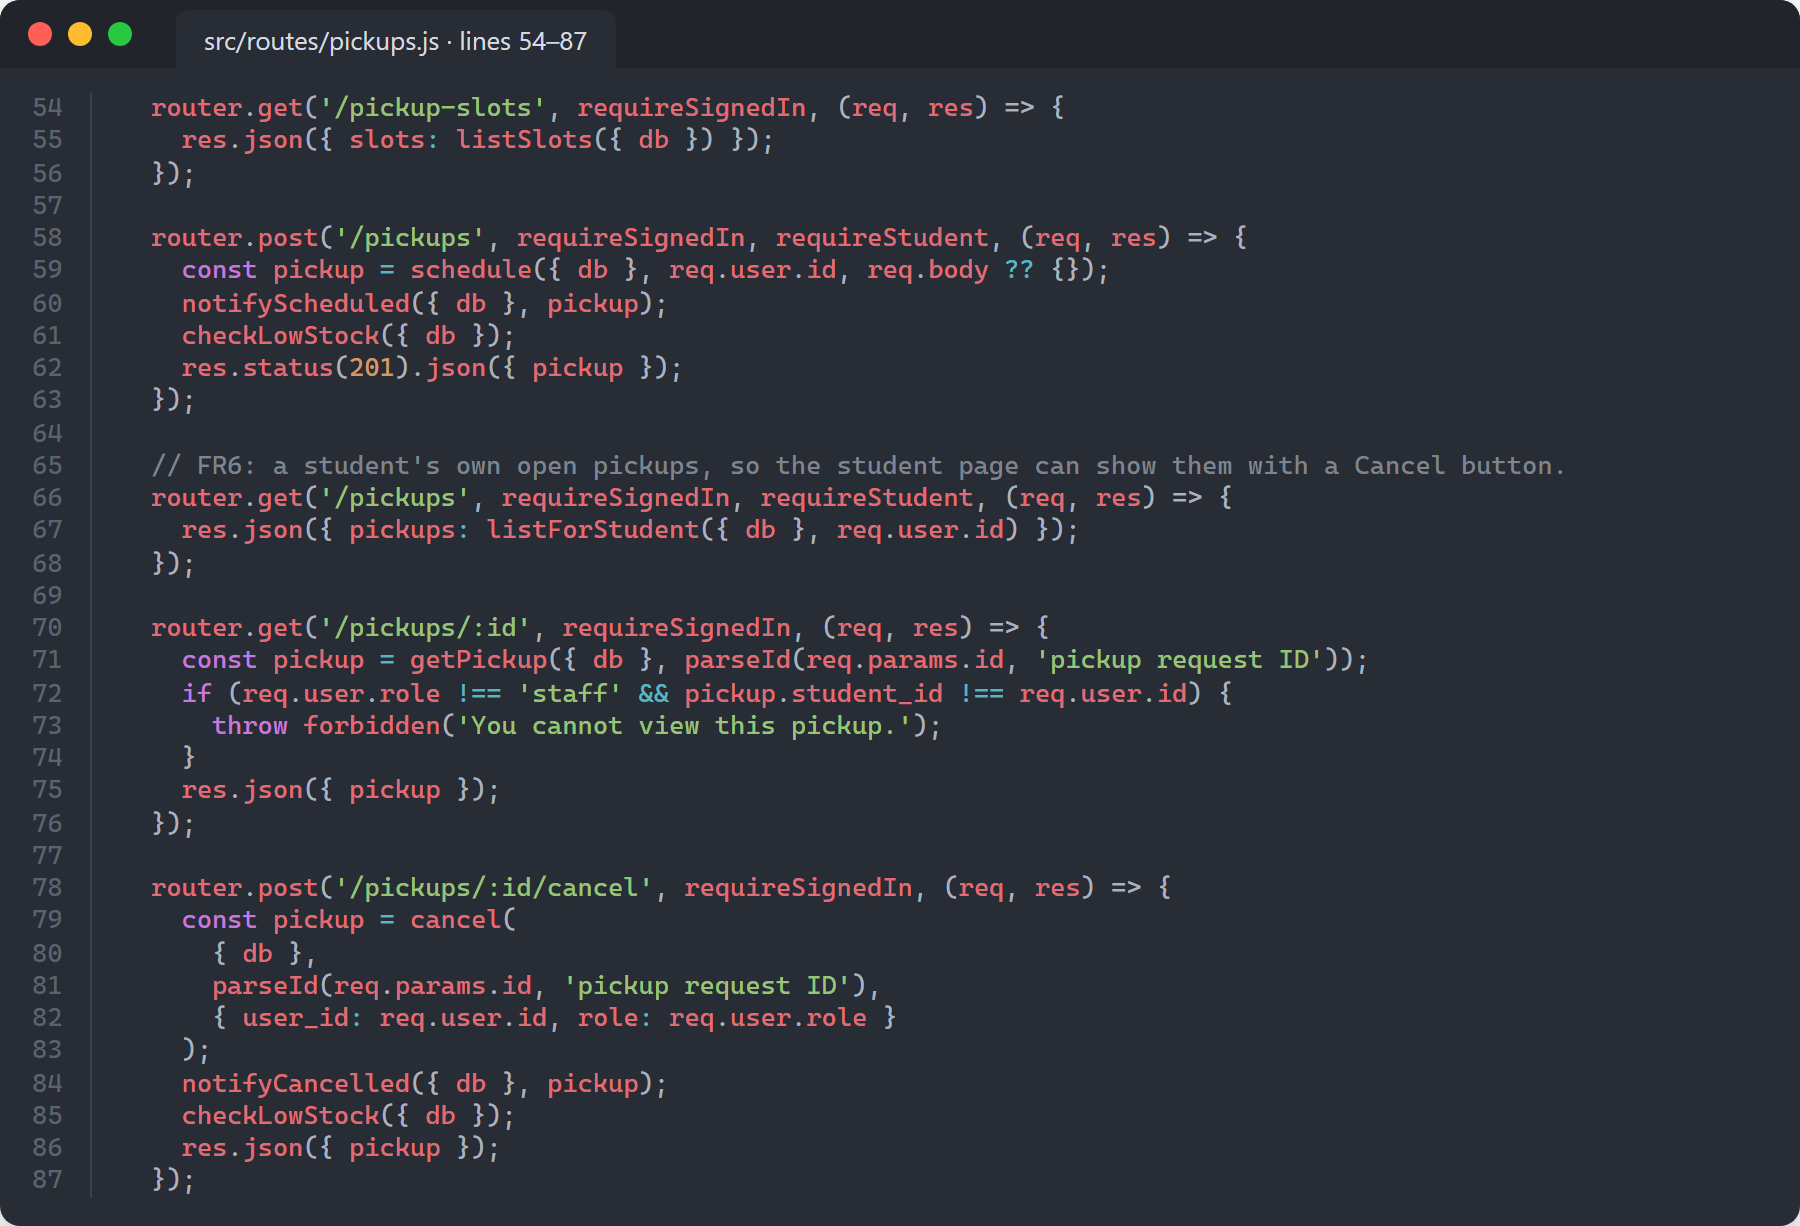 src/routes/pickups.js · lines 54–87
54 router.get('/pickup-slots', requireSignedIn, (req, res) => {
55 res.json({ slots: listSlots({ db }) });
56 });
57
58 router.post('/pickups', requireSignedIn, requireStudent, (req, res) => {
59 const pickup = schedule({ db }, req.user.id, req.body ?? {});
60 notifyScheduled({ db }, pickup);
61 checkLowStock({ db });
62 res.status(201).json({ pickup });
63 });
64
65 // FR6: a student's own open pickups, so the student page can show them with a Cancel button.
66 router.get('/pickups', requireSignedIn, requireStudent, (req, res) => {
67 res.json({ pickups: listForStudent({ db }, req.user.id) });
68 });
69
70 router.get('/pickups/:id', requireSignedIn, (req, res) => {
71 const pickup = getPickup({ db }, parseId(req.params.id, 'pickup request ID'));
72 if (req.user.role !== 'staff' && pickup.student_id !== req.user.id) {
73 throw forbidden('You cannot view this pickup.');
74 }
75 res.json({ pickup });
76 });
77
78 router.post('/pickups/:id/cancel', requireSignedIn, (req, res) => {
79 const pickup = cancel(
80 { db },
81 parseId(req.params.id, 'pickup request ID'),
82 { user_id: req.user.id, role: req.user.role }
83 );
84 notifyCancelled({ db }, pickup);
85 checkLowStock({ db });
86 res.json({ pickup });
87 });